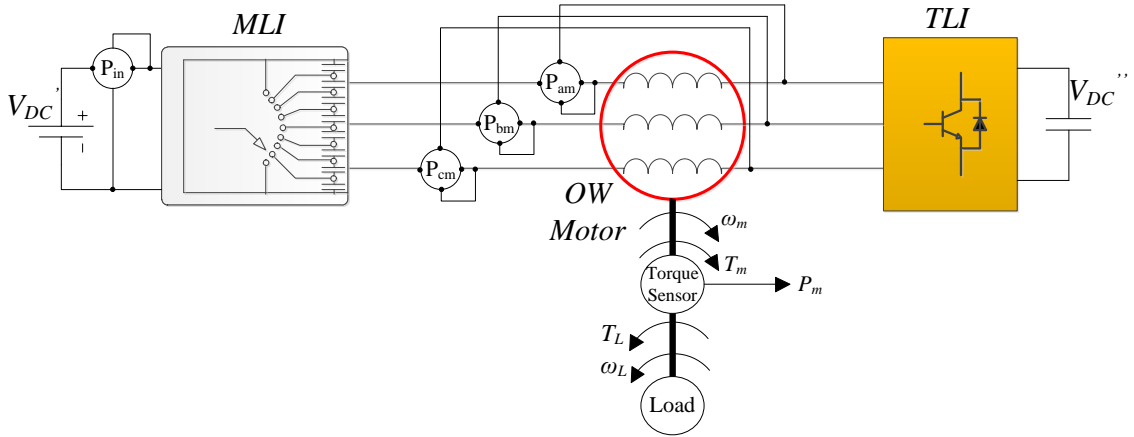 MLI
TLI
P_in
V_DC'
+
−
P_am
P_bm
P_cm
V_DC''
OW
Motor
ω_m
T_m
Torque
Sensor
P_m
T_L
ω_L
Load